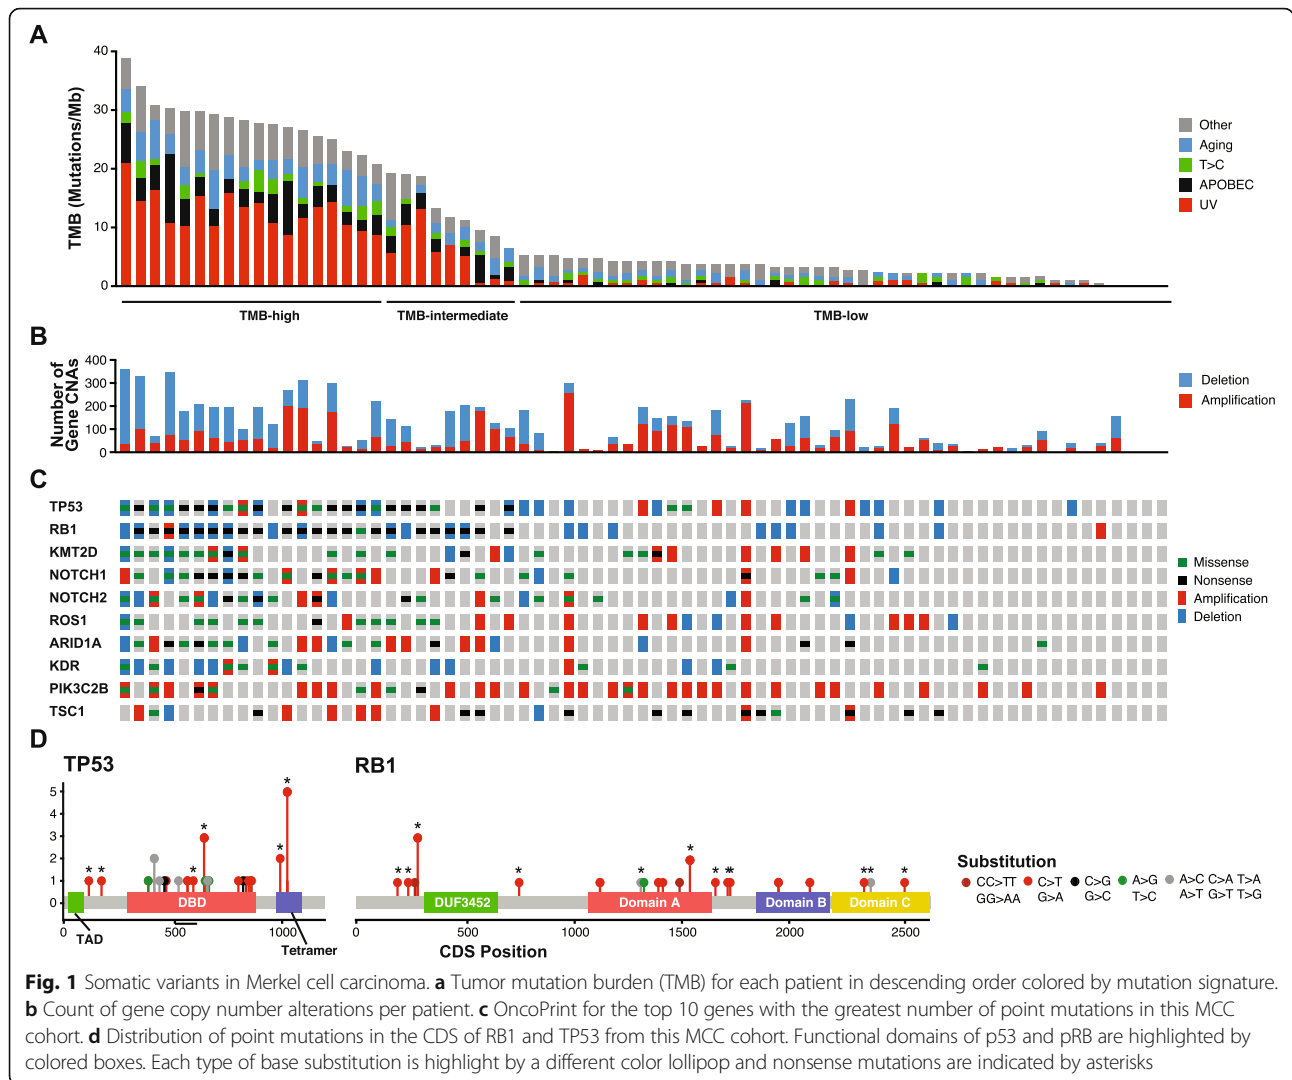 A
TMB (Mutations/Mb)
40
30
20
10
0
Other
Aging
T>C
APOBEC
UV
TMB-high
TMB-intermediate
TMB-low
B
Number of
Gene CNAs
400
300
200
100
0
Deletion
Amplification
C
TP53
RB1
KMT2D
NOTCH1
NOTCH2
ROS1
ARID1A
KDR
PIK3C2B
TSC1
Missense
Nonsense
Amplification
Deletion
D
TP53
RB1
5
4
3
2
1
0
* * * * * * *
DBD
TAD
Tetramer
0 500 1000
* * * * * * * * * * * *
DUF3452
Domain A
Domain B
Domain C
0 500 1000 1500 2000 2500
CDS Position
Substitution
CC>TT C>T C>G A>G A>C C>A T>A
GG>AA G>A G>C T>C A>T G>T T>G
Fig. 1 Somatic variants in Merkel cell carcinoma. a Tumor mutation burden (TMB) for each patient in descending order colored by mutation signature.
b Count of gene copy number alterations per patient. c OncoPrint for the top 10 genes with the greatest number of point mutations in this MCC
cohort. d Distribution of point mutations in the CDS of RB1 and TP53 from this MCC cohort. Functional domains of p53 and pRB are highlighted by
colored boxes. Each type of base substitution is highlight by a different color lollipop and nonsense mutations are indicated by asterisks